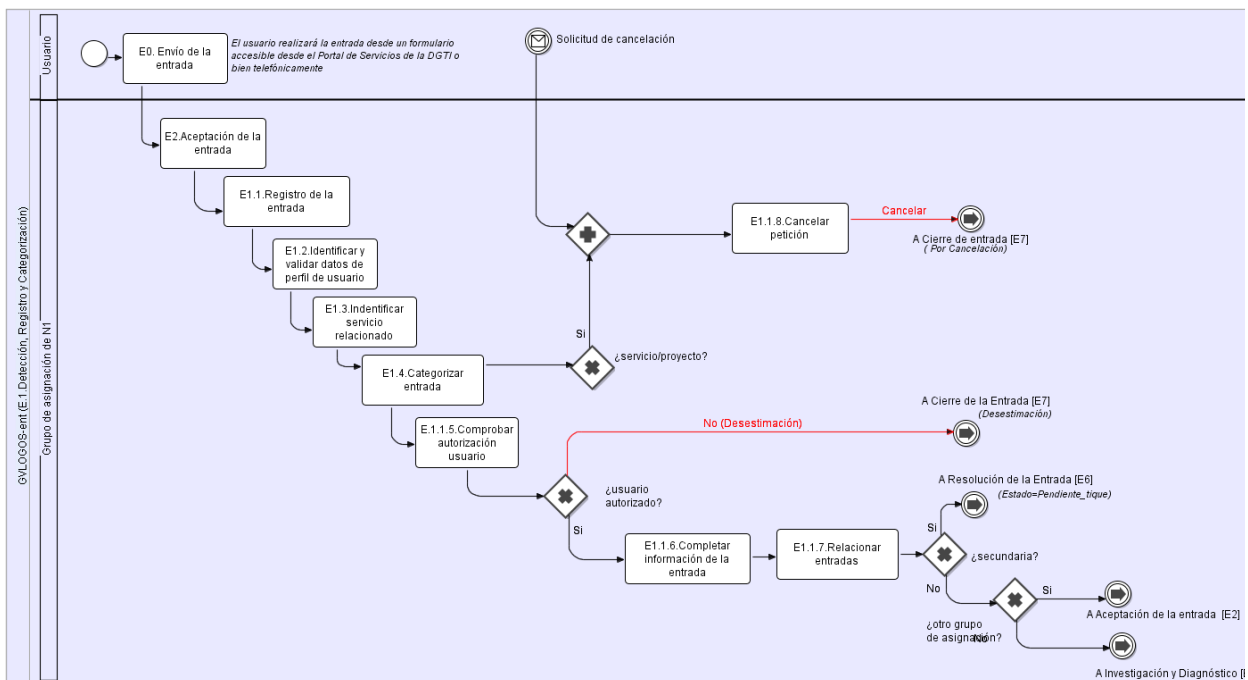 GVLOGOS-ent (E.1.Detección, Registro y Categorización)
Usuario
E0. Envío de la
entrada
El usuario realizará la entrada desde un formulario
accesible desde el Portal de Servicios de la DGTI o
bien telefónicamente
Solicitud de cancelación
Grupo de asignación de N1
E2.Aceptación de la
entrada
E1.1.Registro de la
entrada
E1.2.Identificar y
validar datos de
perfil de usuario
E1.3.Indentificar
servicio
relacionado
E1.4.Categorizar
entrada
¿servicio/proyecto?
Si
E1.1.8.Cancelar
petición
Cancelar
A Cierre de entrada [E7]
( Por Cancelación)
E.1.1.5.Comprobar
autorización
usuario
¿usuario
autorizado?
No (Desestimación)
A Cierre de la Entrada [E7]
(Desestimación)
Si
E1.1.6.Completar
información de la
entrada
E1.1.7.Relacionar
entradas
¿secundaria?
Si
A Resolución de la Entrada [E6]
(Estado=Pendiente_tique)
No
¿otro grupo
de asignación?
Si
A Aceptación de la entrada [E2]
No
A Investigación y Diagnóstico [E